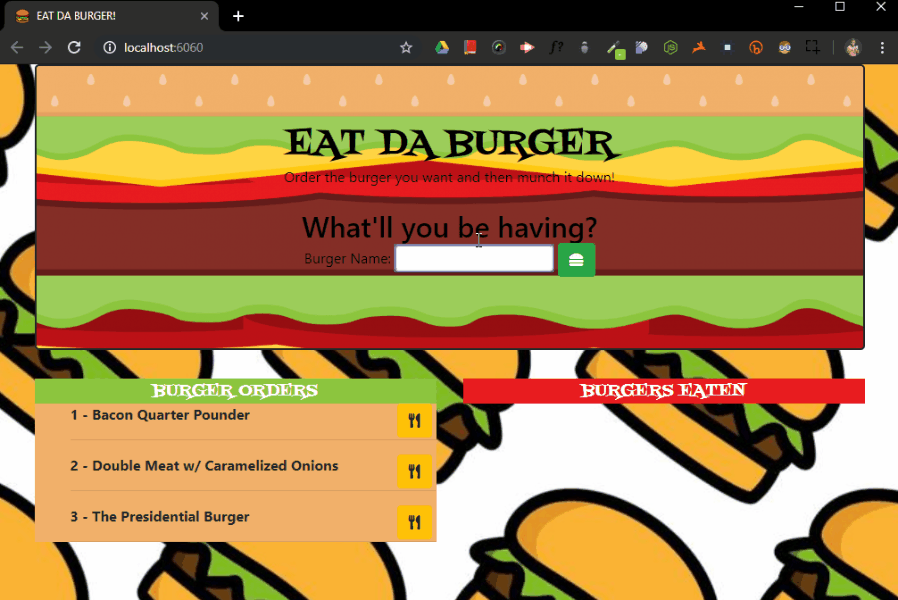 EAT DA BURGER!
localhost:6060
f?
EAT DA BURGER
Order the burger you want and then munch it down!
What'll you be having?
Burger Name:
BURGER ORDERS
BURGERS EATEN
1 - Bacon Quarter Pounder
2 - Double Meat w/ Caramelized Onions
3 - The Presidential Burger